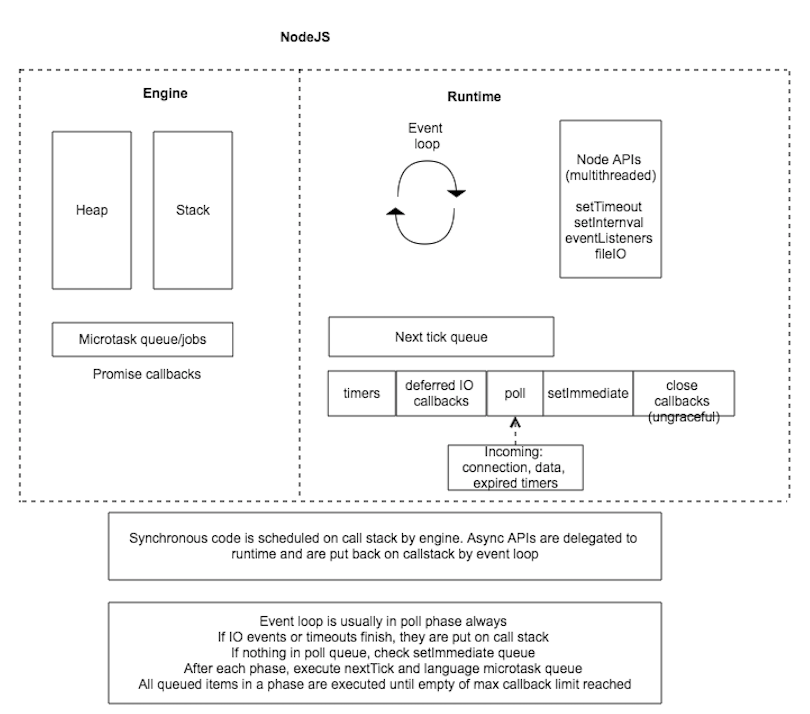 NodeJS
Engine
Runtime
Heap
Stack
Event
loop
Node APIs
(multithreaded)
setTimeout
setInternval
eventListeners
fileIO
Microtask queue/jobs
Promise callbacks
Next tick queue
timers
deferred IO
callbacks
poll
setImmediate
close
callbacks
(ungraceful)
Incoming:
connection, data,
expired timers
Synchronous code is scheduled on call stack by engine. Async APIs are delegated to
runtime and are put back on callstack by event loop
Event loop is usually in poll phase always
If IO events or timeouts finish, they are put on call stack
If nothing in poll queue, check setImmediate queue
After each phase, execute nextTick and language microtask queue
All queued items in a phase are executed until empty of max callback limit reached